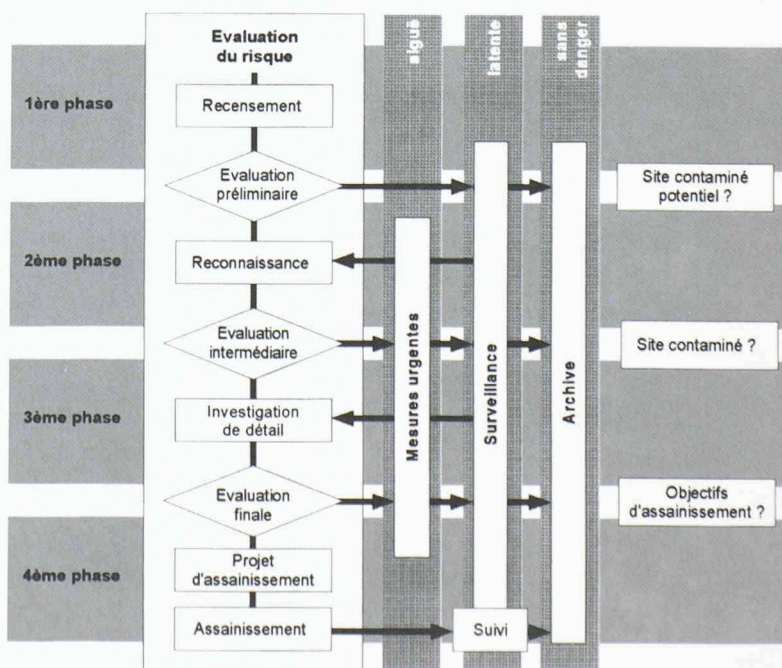 Evaluation
du risque
aiguë
latente
sans
danger
1ère phase
Recensement
Evaluation
préliminaire
Site contaminé
potentiel ?
2ème phase
Reconnaissance
Evaluation
intermédiaire
Site contaminé ?
Mesures urgentes
Surveillance
Archive
3ème phase
Investigation
de détail
Evaluation
finale
Objectifs
d'assainissement ?
4ème phase
Projet
d'assainissement
Assainissement
Suivi